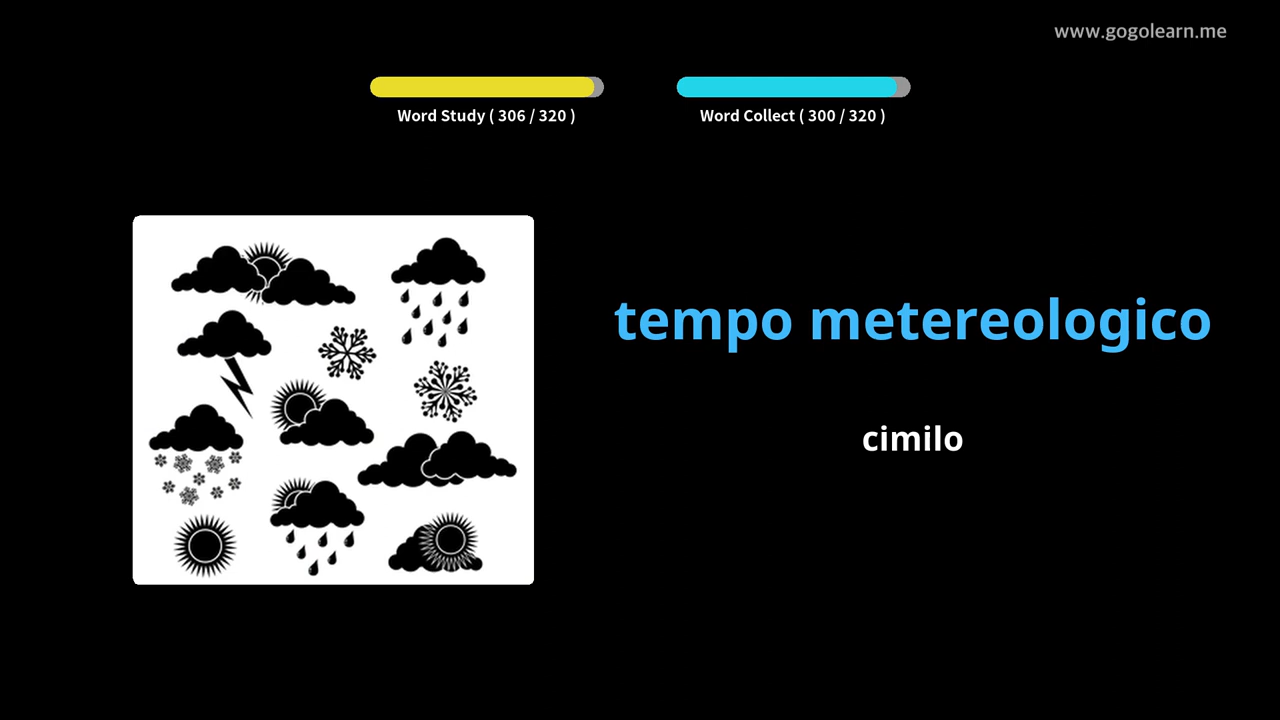 www.gogolearn.me
Word Study ( 306 / 320 )
Word Collect ( 300 / 320 )
tempo metereologico
cimilo